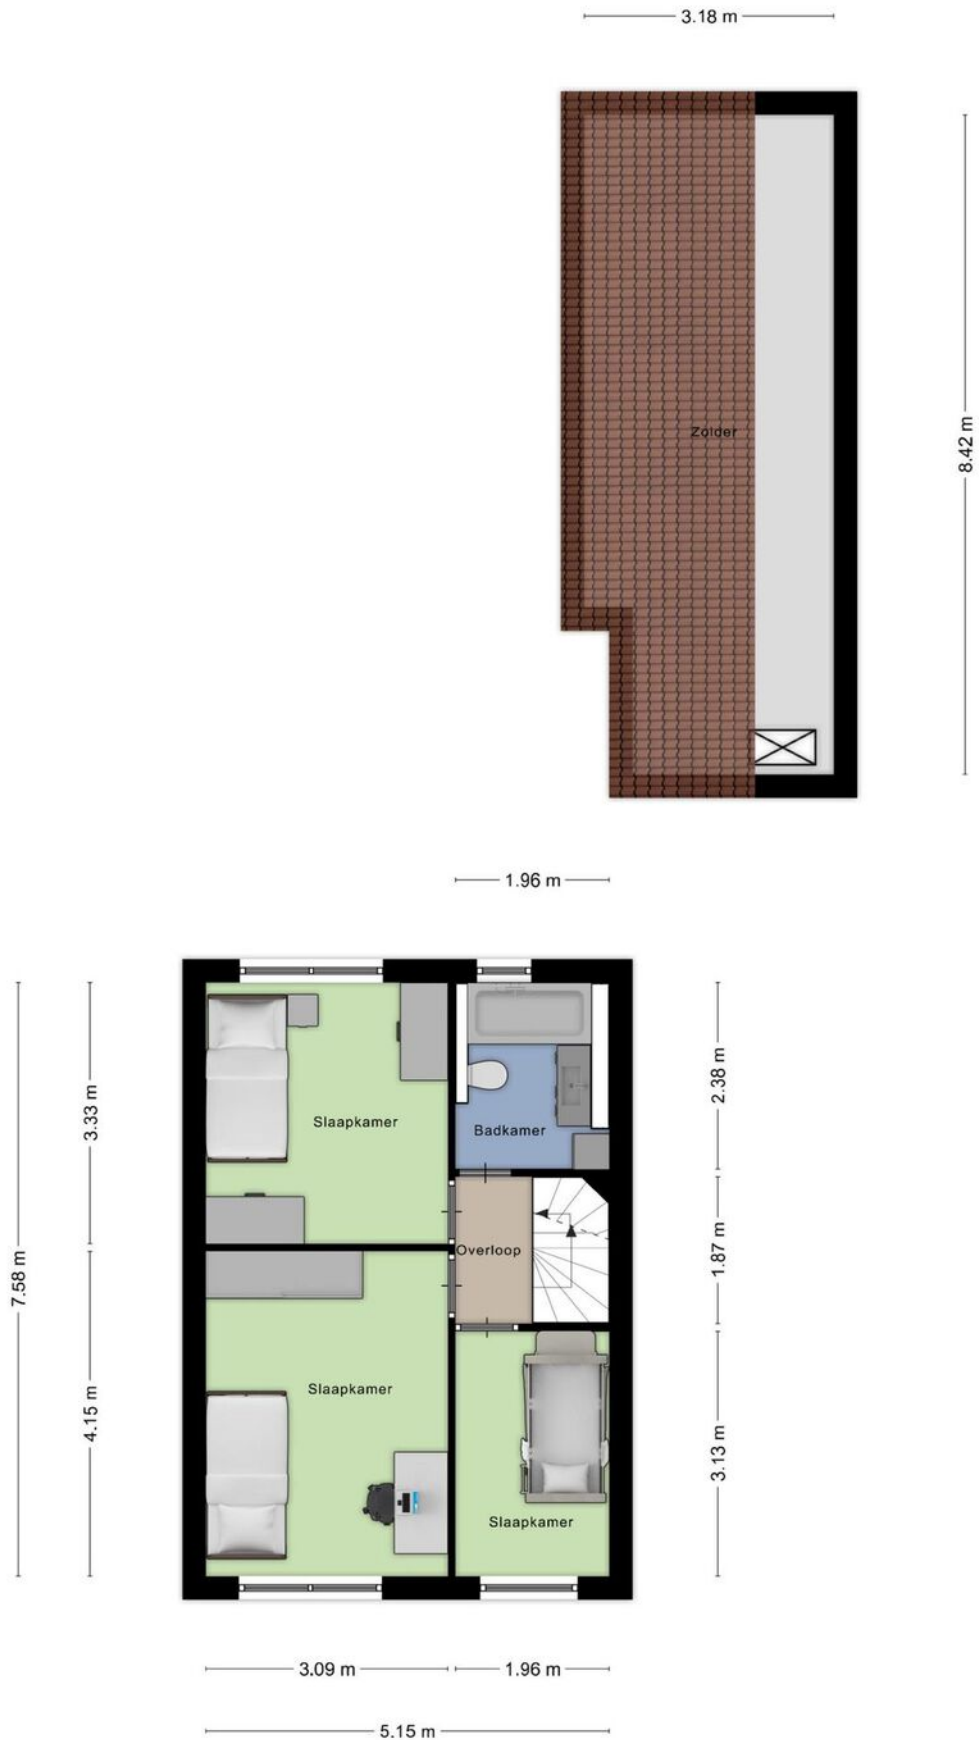 3.18 m
Zolder
8.42 m
1.96 m
3.33 m
7.58 m
4.15 m
Slaapkamer
Badkamer
2.38 m
Overloop
1.87 m
Slaapkamer
3.13 m
Slaapkamer
3.09 m
1.96 m
5.15 m